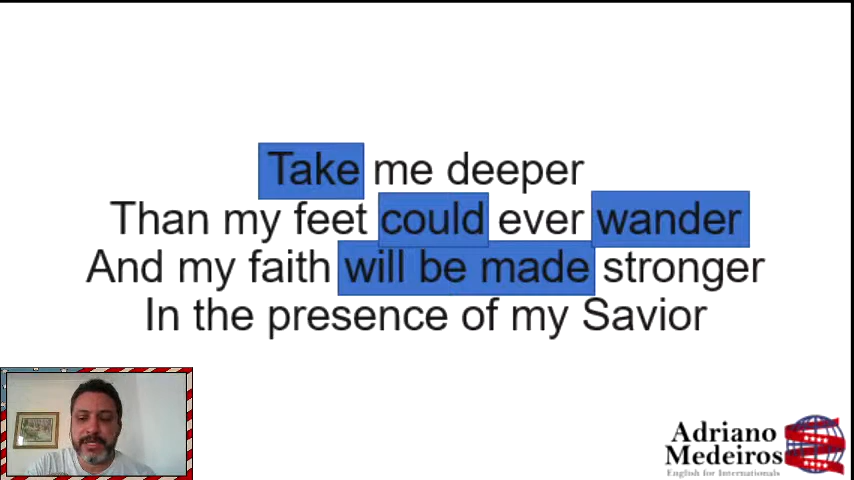 Take me deeper
Than my feet could ever wander
And my faith will be made stronger
In the presence of my Savior
Adriano
Medeiros
English for Internationals